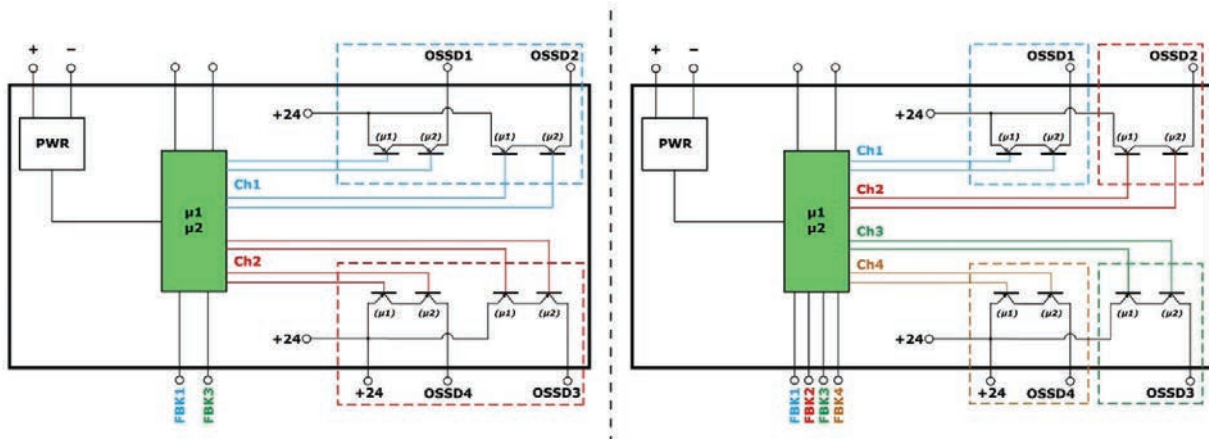 + −
OSSD1 OSSD2
+24
PWR
(μ1) (μ2) (μ1) (μ2)
Ch1
μ1
μ2
Ch2
(μ1) (μ2) (μ1) (μ2)
+24
+24 OSSD4 OSSD3
FBK1 FBK3
+ −
OSSD1 OSSD2
+24
PWR
(μ1) (μ2) (μ1) (μ2)
Ch1
Ch2
μ1
μ2
Ch3
Ch4
(μ1) (μ2) (μ1) (μ2)
+24
+24 OSSD4 OSSD3
FBK1 FBK2 FBK3 FBK4